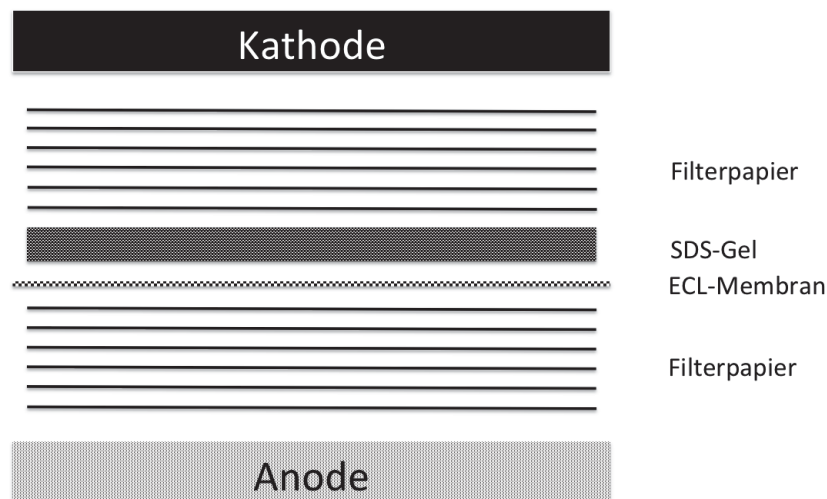 Kathode
Filterpapier
SDS-Gel
ECL-Membran
Filterpapier
Anode